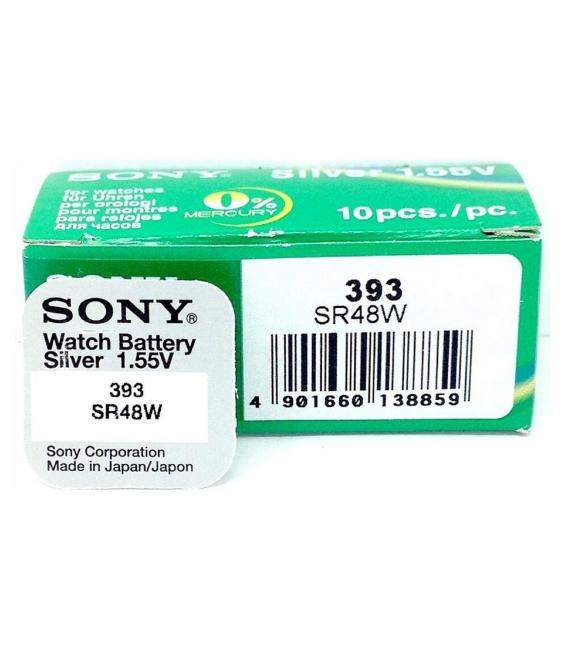 SONY
Silver 1.55V
for watches
für Uhren
per orologi
pour montres
para relojes
для часов
0%
MERCURY
10pcs./pc.
393
SR48W
4 901660 138859
SONY®
Watch Battery
Silver 1.55V
393
SR48W
Sony Corporation
Made in Japan/Japon